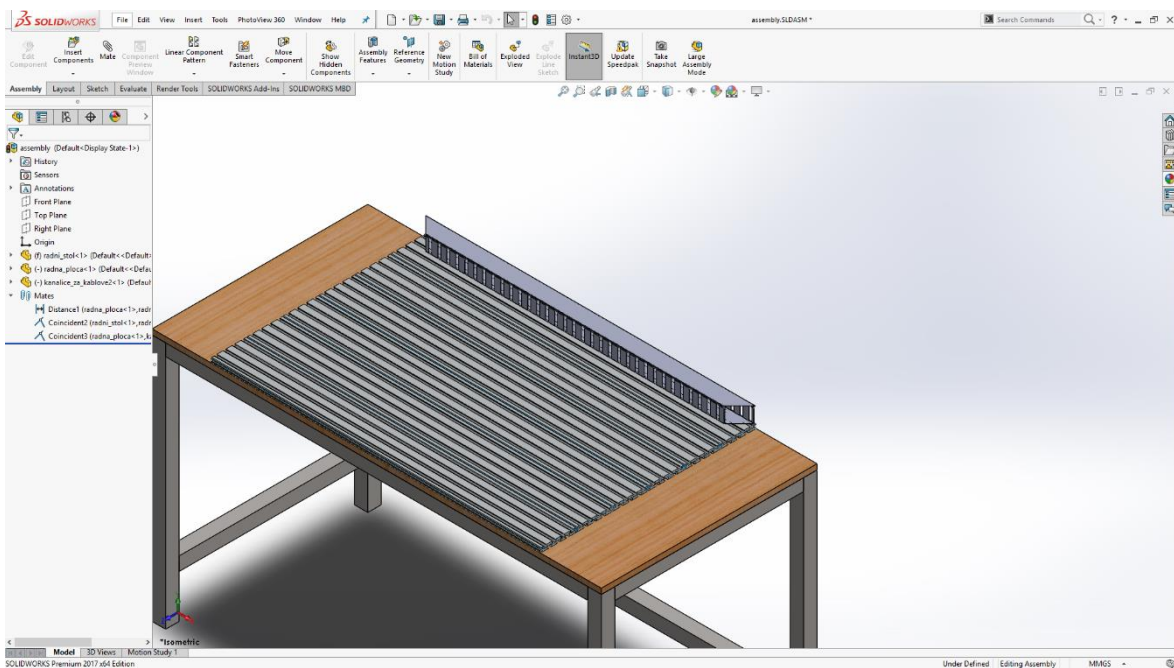 SOLIDWORKS File Edit View Insert Tools PhotoView 360 Window Help assembly.SLDASM * Search Commands
Edit Component
Insert Components
Mate
Component Preview Window
Linear Component Pattern
Smart Fasteners
Move Component
Show Hidden Components
Assembly Features
Reference Geometry
New Motion Study
Bill of Materials
Exploded View
Explode Line Sketch
Instant3D
Update Speedpak
Take Snapshot
Large Assembly Mode
Assembly Layout Sketch Evaluate Render Tools SOLIDWORKS Add-Ins SOLIDWORKS MBD
assembly (Default<Display State-1>)
History
Sensors
Annotations
Front Plane
Top Plane
Right Plane
Origin
(f) radni_stol<1> (Default<<Default>
(-) radna_ploca<1> (Default<<Defau
(-) kanalice_za_kablove2<1> (Defaul
Mates
Distance1 (radna_ploca<1>,radr
Coincident2 (radni_stol<1>,radr
Coincident3 (radna_ploca<1>,k
*Isometric
Model 3D Views Motion Study 1
SOLIDWORKS Premium 2017 x64 Edition Under Defined Editing Assembly MMGS